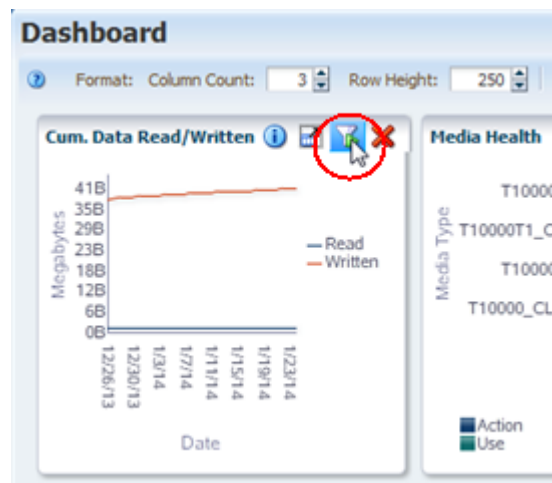 Dashboard
Format: Column Count: 3 Row Height: 250
Cum. Data Read/Written
41B
35B
29B
23B
18B
12B
6B
0B
Megabytes
12/26/13
12/30/13
1/3/14
1/7/14
1/11/14
1/15/14
1/19/14
1/23/14
Date
Read
Written
Media Health
Media Type
T10000
T10000T1_C
T10000
T10000_CL
Action
Use